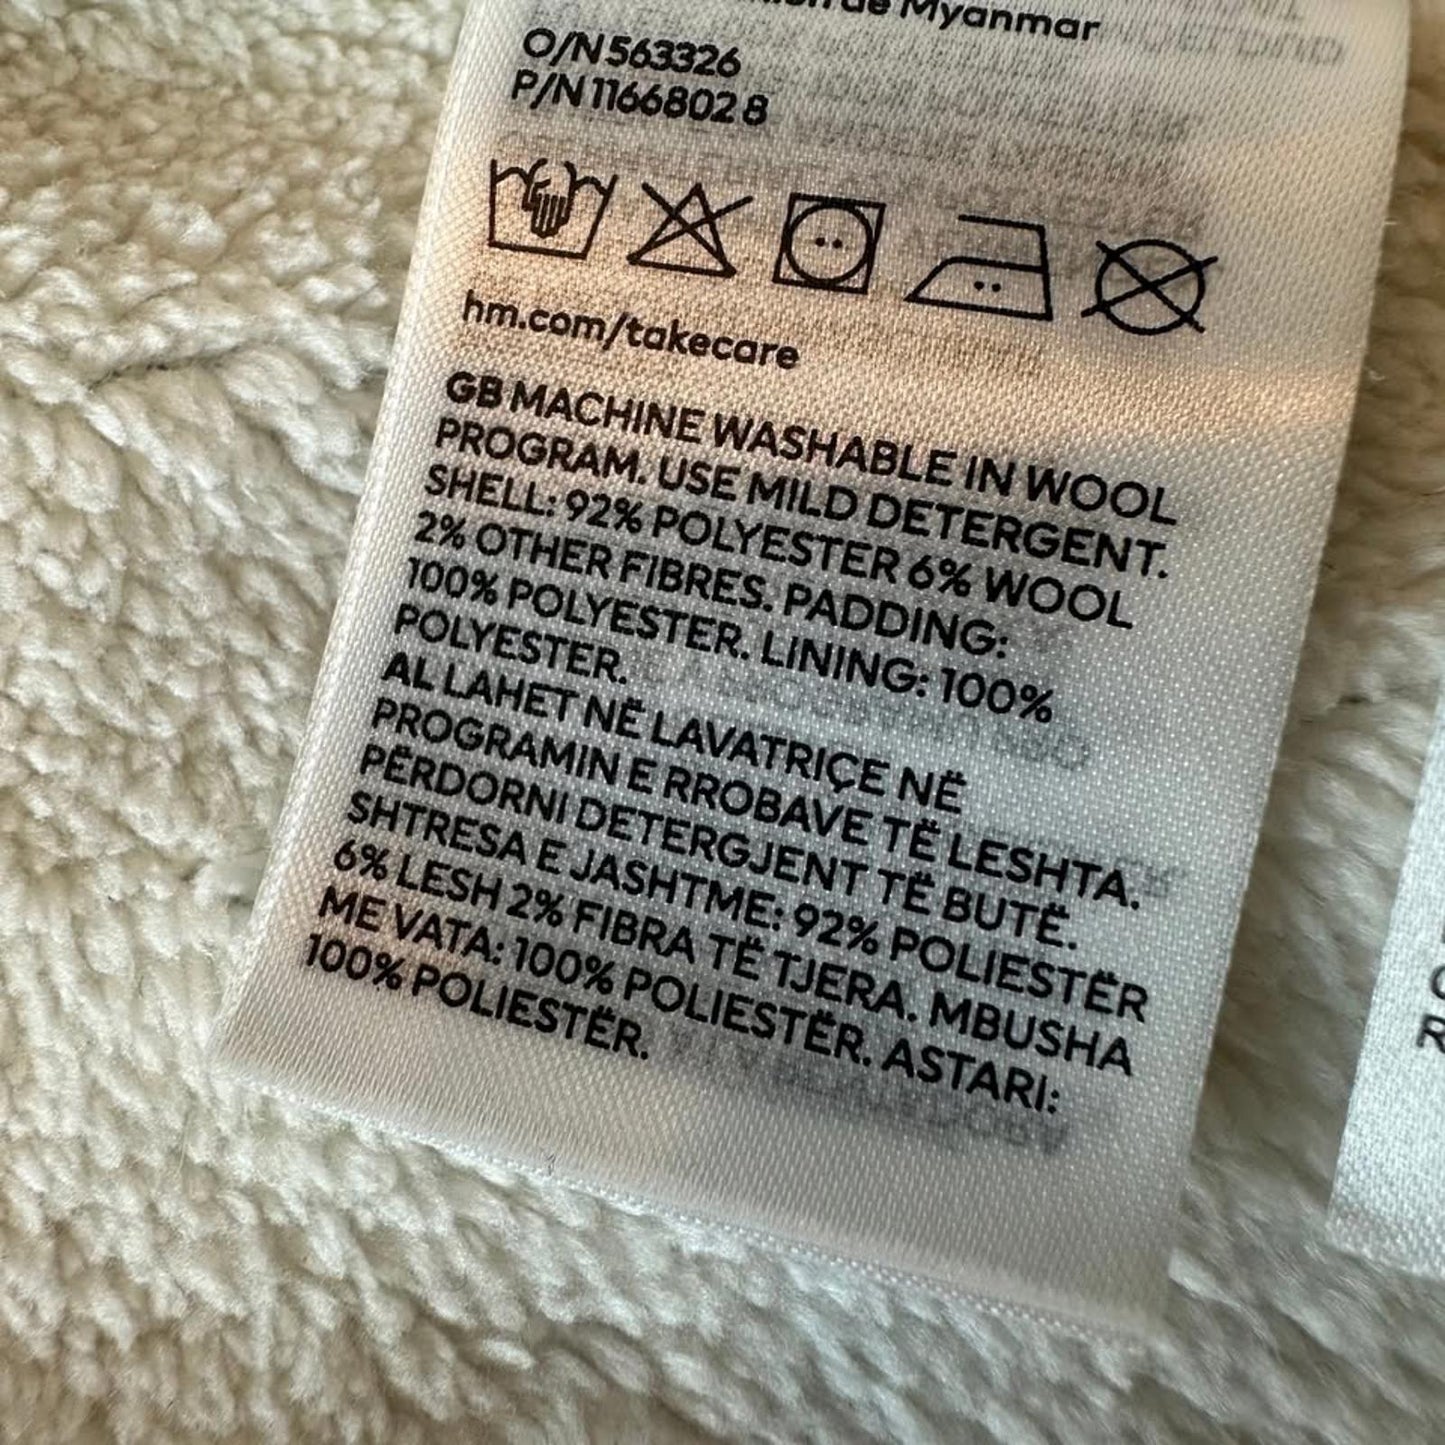 de Myanmar
O/N 563326
P/N 1166802 8
hm.com/takecare
GB MACHINE WASHABLE IN WOOL
PROGRAM. USE MILD DETERGENT.
SHELL: 92% POLYESTER 6% WOOL
2% OTHER FIBRES. PADDING:
100% POLYESTER. LINING: 100%
POLYESTER.
AL LAHET NË LAVATRIÇE NË
PROGRAMIN E RROBAVE TË LESHTA.
PËRDORNI DETERGJENT TË BUTË.
SHTRESA E JASHTME: 92% POLIESTËR
6% LESH 2% FIBRA TË TJERA. MBUSHA
ME VATA: 100% POLIESTËR. ASTARI:
100% POLIESTËR.